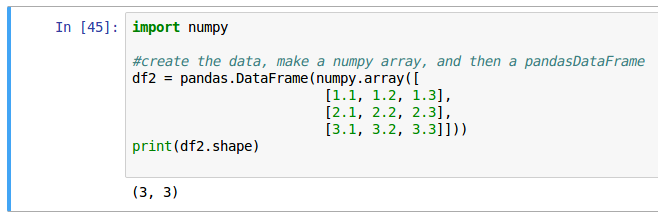 In [45]: import numpy
#create the data, make a numpy array, and then a pandasDataFrame
df2 = pandas.DataFrame(numpy.array([
[1.1, 1.2, 1.3],
[2.1, 2.2, 2.3],
[3.1, 3.2, 3.3]]))
print(df2.shape)
(3, 3)